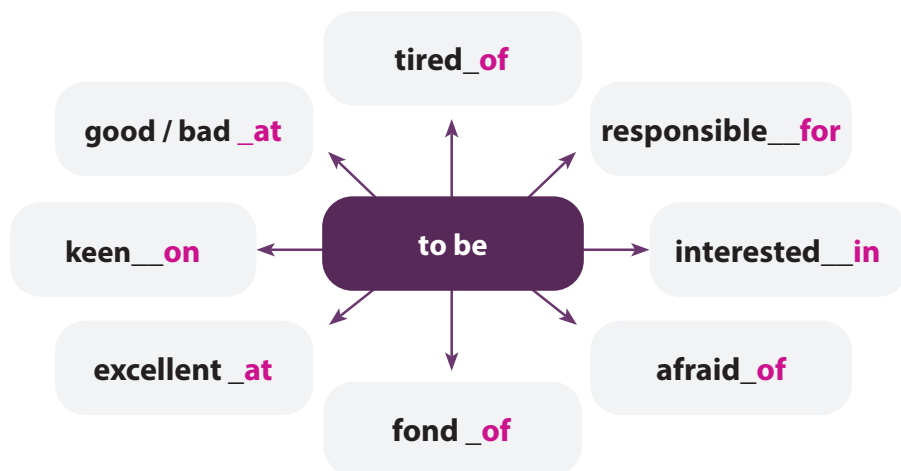 tired_of
good / bad _at
responsible__for
keen__on
to be
interested__in
excellent _at
afraid_of
fond _of